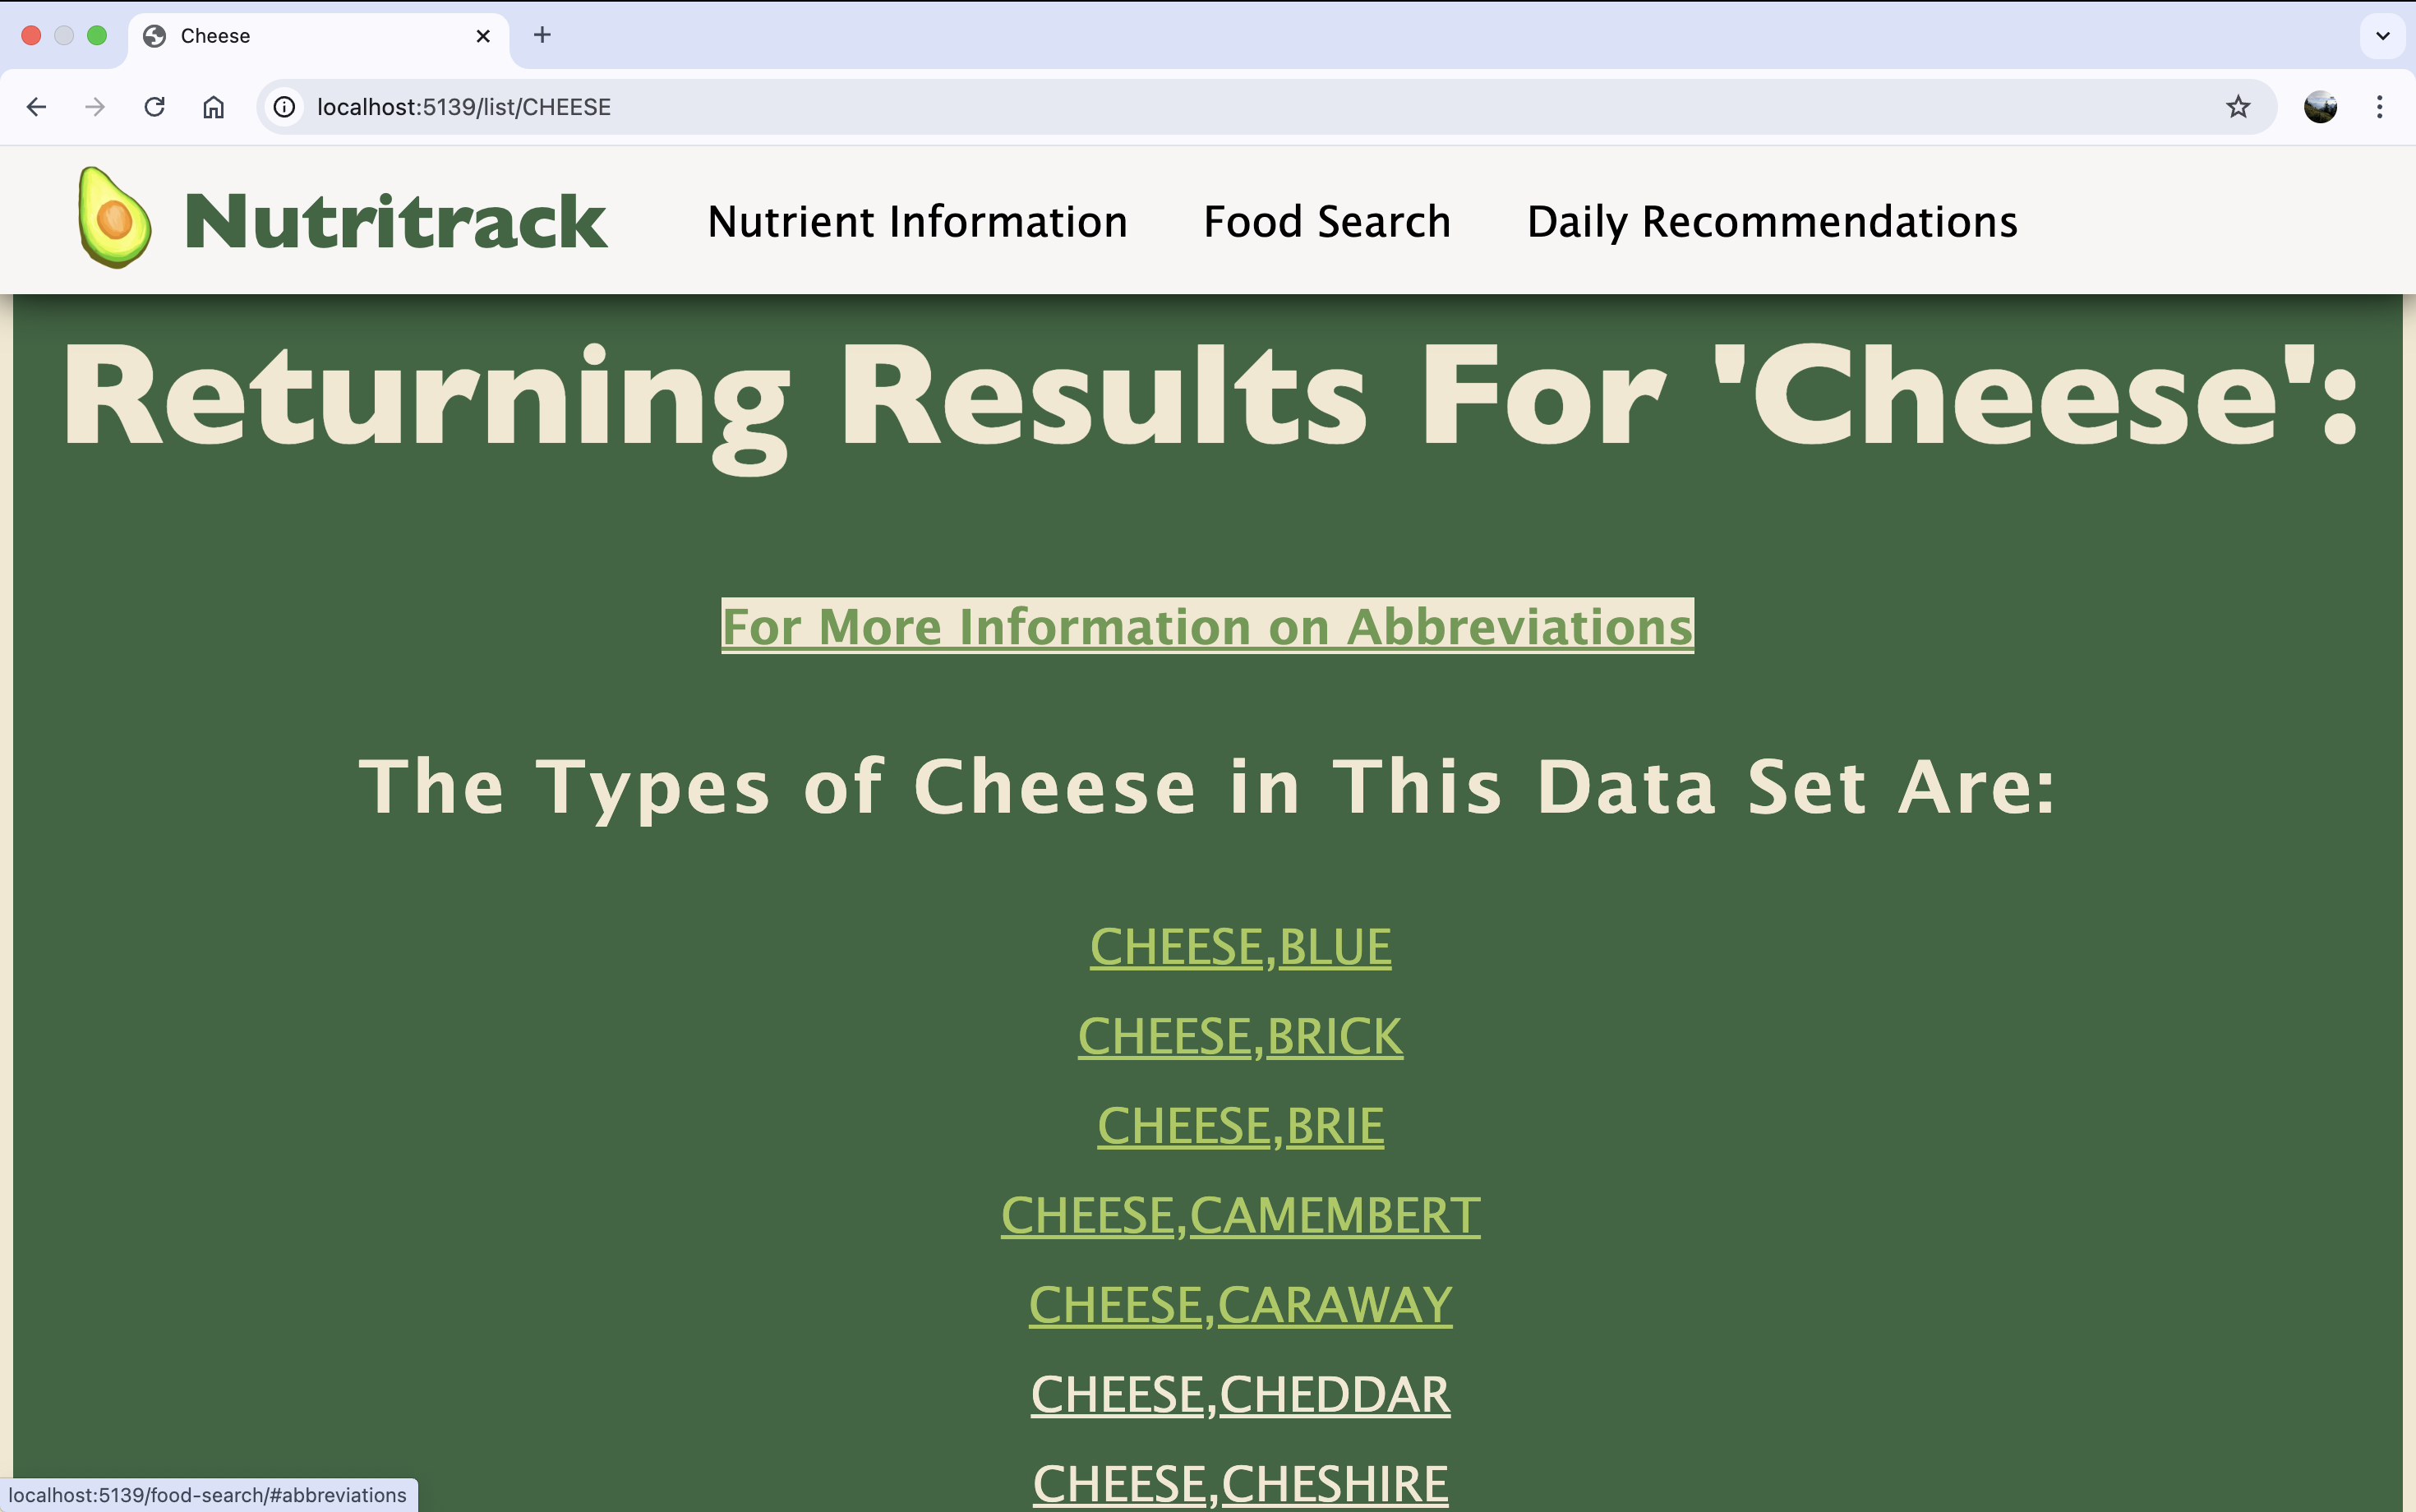 Cheese
localhost:5139/list/CHEESE
Nutritrack
Nutrient Information
Food Search
Daily Recommendations
Returning Results For 'Cheese':
For More Information on Abbreviations
The Types of Cheese in This Data Set Are:
CHEESE,BLUE
CHEESE,BRICK
CHEESE,BRIE
CHEESE,CAMEMBERT
CHEESE,CARAWAY
CHEESE,CHEDDAR
CHEESE,CHESHIRE
localhost:5139/food-search/#abbreviations